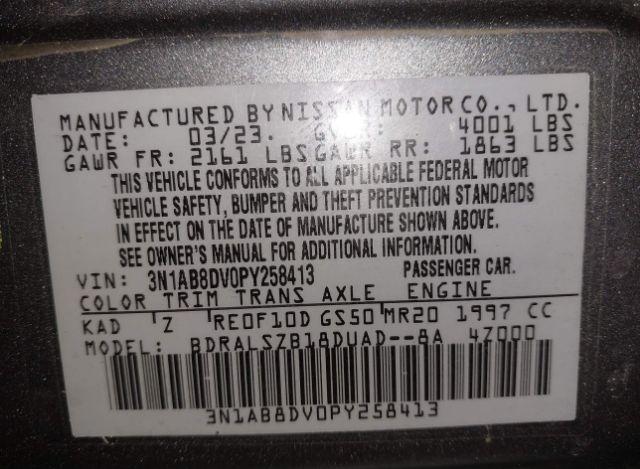 MANUFACTURED BY NISSAN MOTOR CO., LTD.
DATE: 03/23. GVWR: 4001 LBS
GAWR FR: 2161 LBS GAWR RR: 1863 LBS
THIS VEHICLE CONFORMS TO ALL APPLICABLE FEDERAL MOTOR
VEHICLE SAFETY, BUMPER AND THEFT PREVENTION STANDARDS
IN EFFECT ON THE DATE OF MANUFACTURE SHOWN ABOVE.
SEE OWNER'S MANUAL FOR ADDITIONAL INFORMATION.
VIN: 3N1AB8DV0PY258413 PASSENGER CAR.
COLOR TRIM TRANS AXLE ENGINE
KAD Z RE0F10D GS50 MR20 1997 CC
MODEL: BDRALSZB18DUAD--8A 4Z000
3N1AB8DV0PY258413